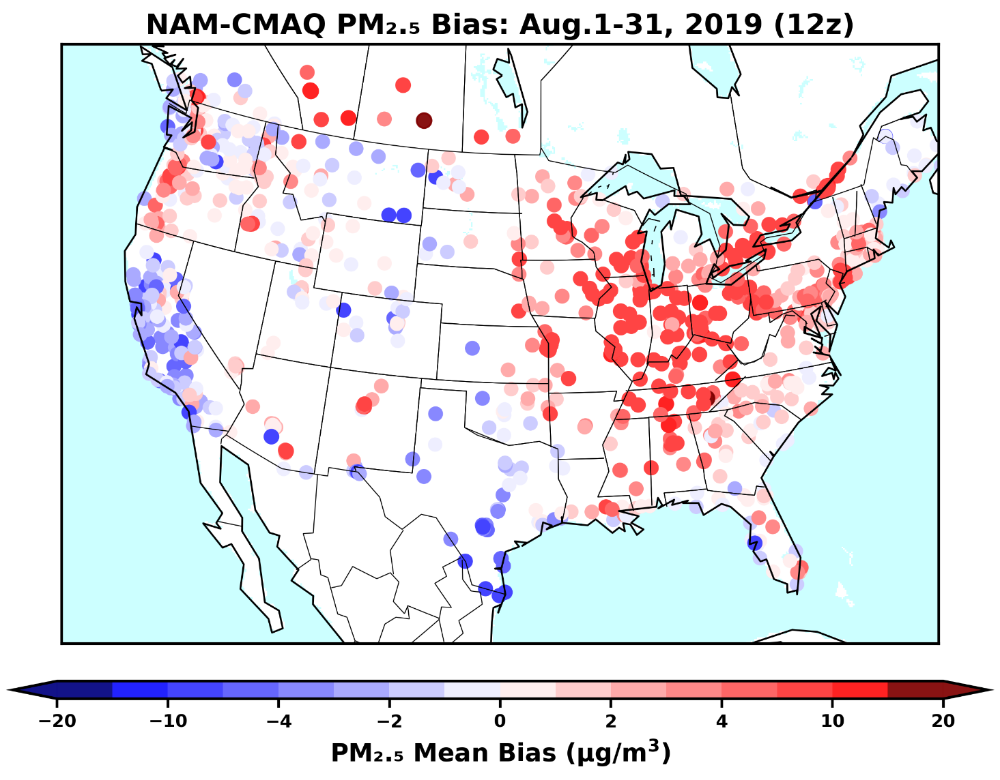 NAM-CMAQ PM₂.₅ Bias: Aug.1-31, 2019 (12z)
−20 −10 −4 −2 0 2 4 10 20
PM₂.₅ Mean Bias (μg/m³)